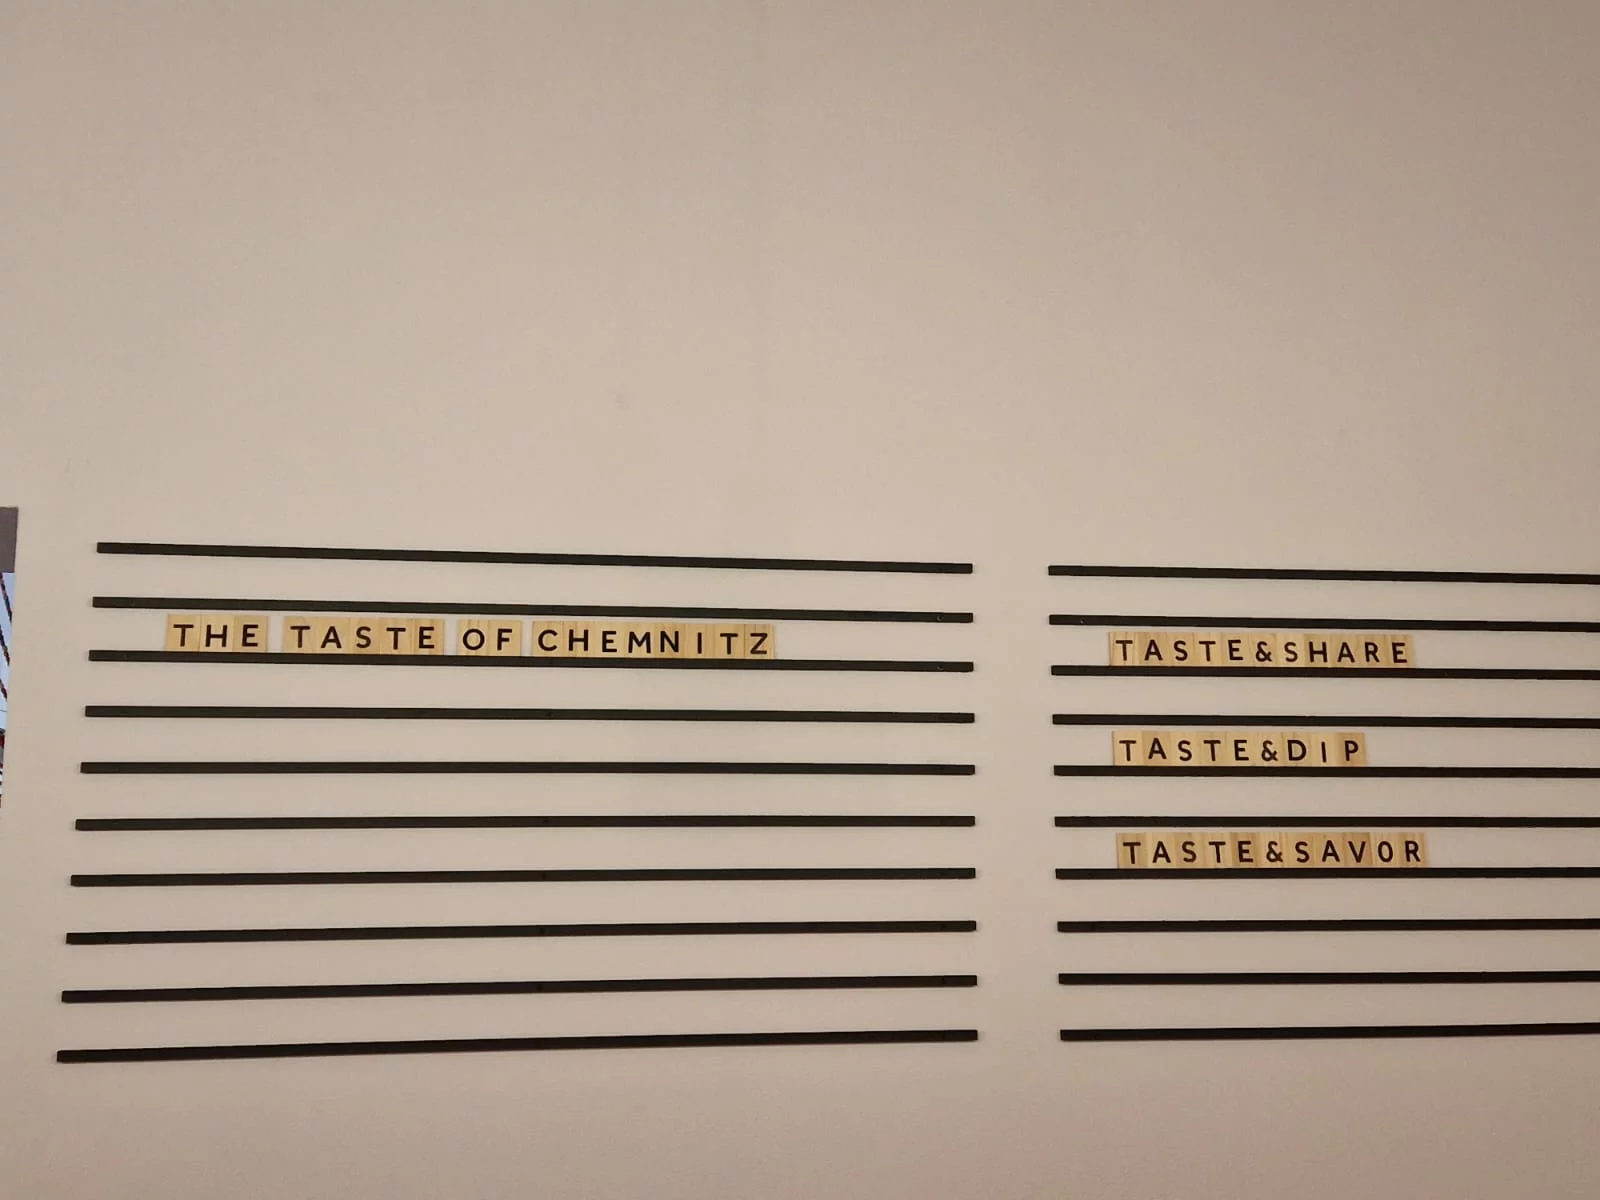 THE TASTE OF CHEMNITZ
TASTE&SHARE
TASTE&DIP
TASTE&SAVOR